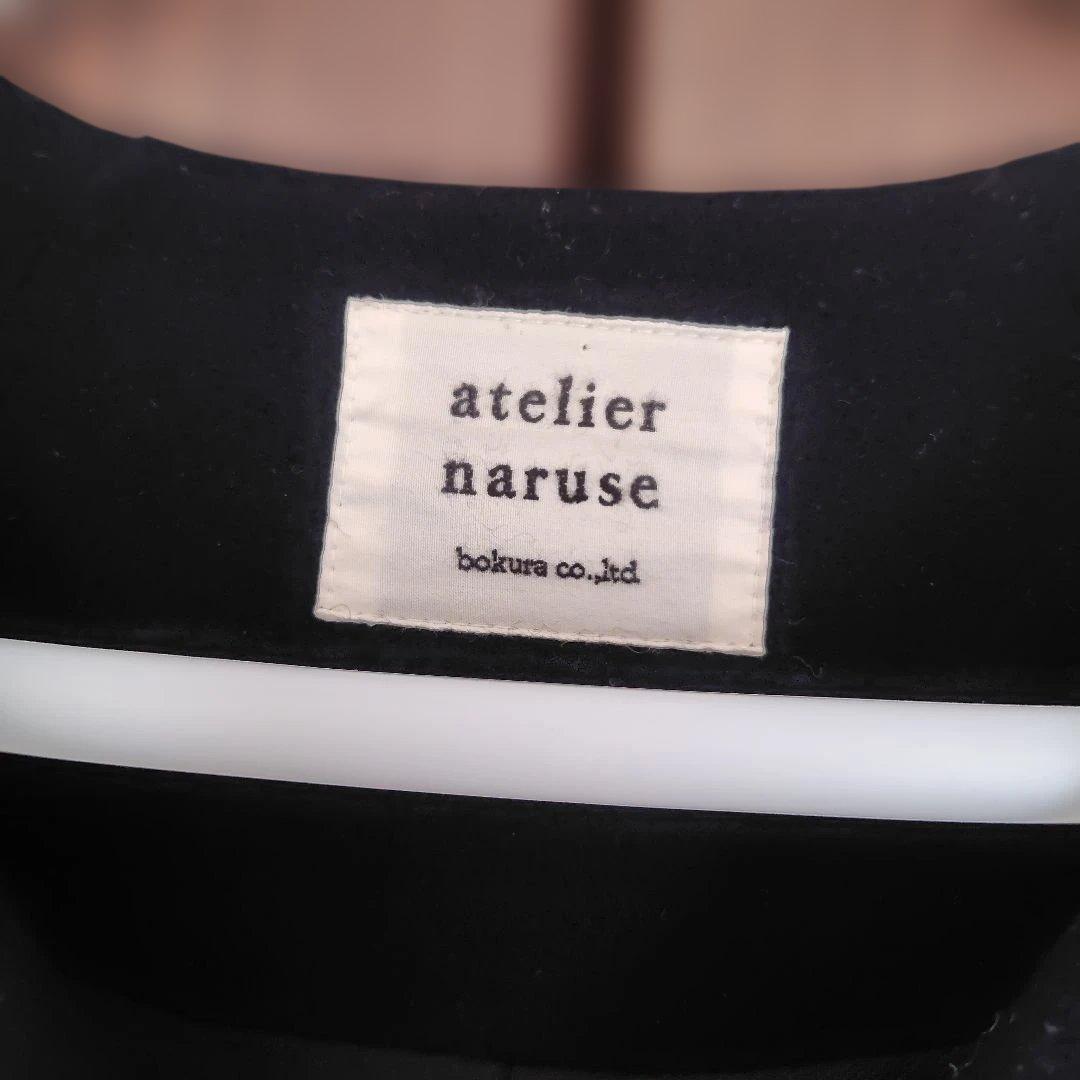 atelier
naruse
bokura co.,ltd